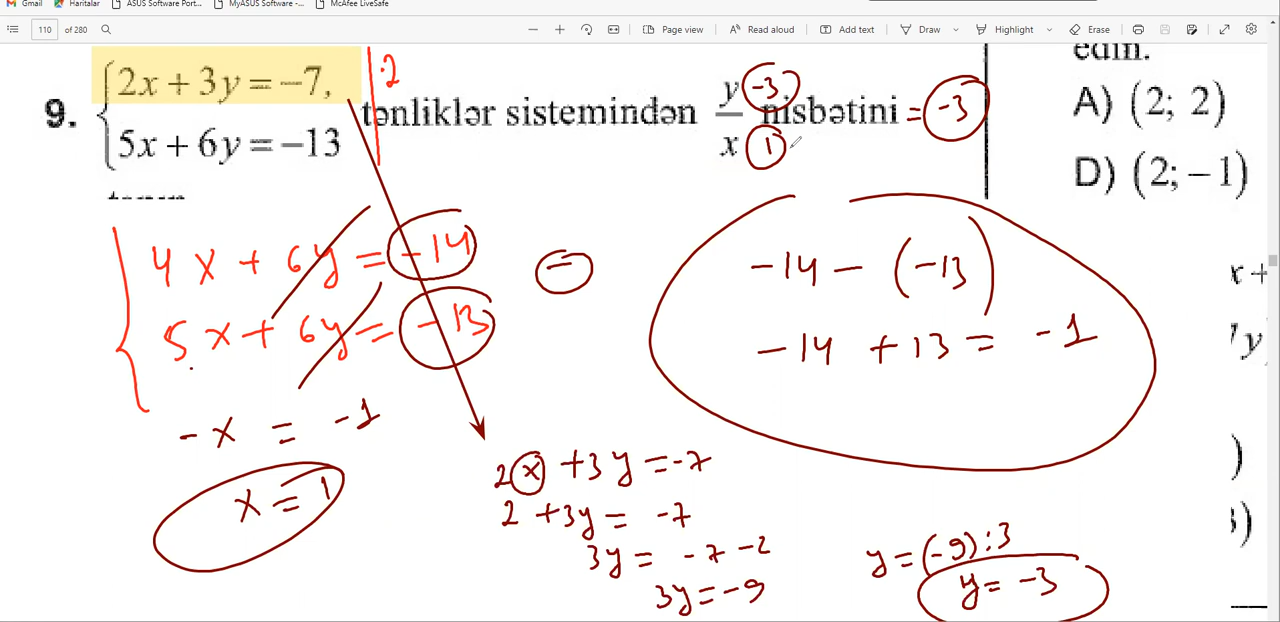 Gmail Haritalar ASUS Software Port... MyASUS Software -... McAfee LiveSafe
110 of 280 Page view Read aloud Add text Draw Highlight Erase
9. 2x + 3y = -7, ·2
5x + 6y = -13
tənliklər sistemindən y/x nisbətini = -3
-3
1
edin.
A) (2; 2)
D) (2; -1)
4x + 6y = -14
5x + 6y = -13
-
-x = -1
x = 1
-14 - (-13)
-14 + 13 = -1
2x + 3y = -7
2 + 3y = -7
3y = -7 -2
3y = -9
y = (-9):3
y = -3
x+
y
)
)